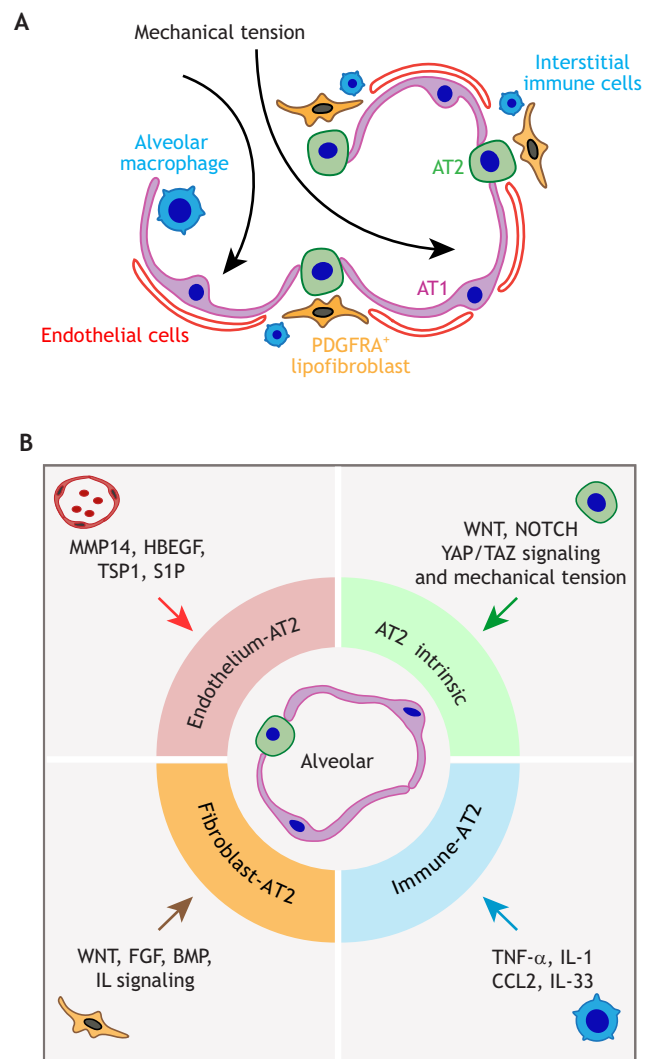 A
Mechanical tension
Interstitial
immune cells
Alveolar
macrophage
AT2
AT1
Endothelial cells
PDGFRA⁺
lipofibroblast
B
MMP14, HBEGF,
TSP1, S1P
WNT, NOTCH
YAP/TAZ signaling
and mechanical tension
Endothelium-AT2
AT2 intrinsic
Alveolar
Fibroblast-AT2
Immune-AT2
WNT, FGF, BMP,
IL signaling
TNF-α, IL-1
CCL2, IL-33